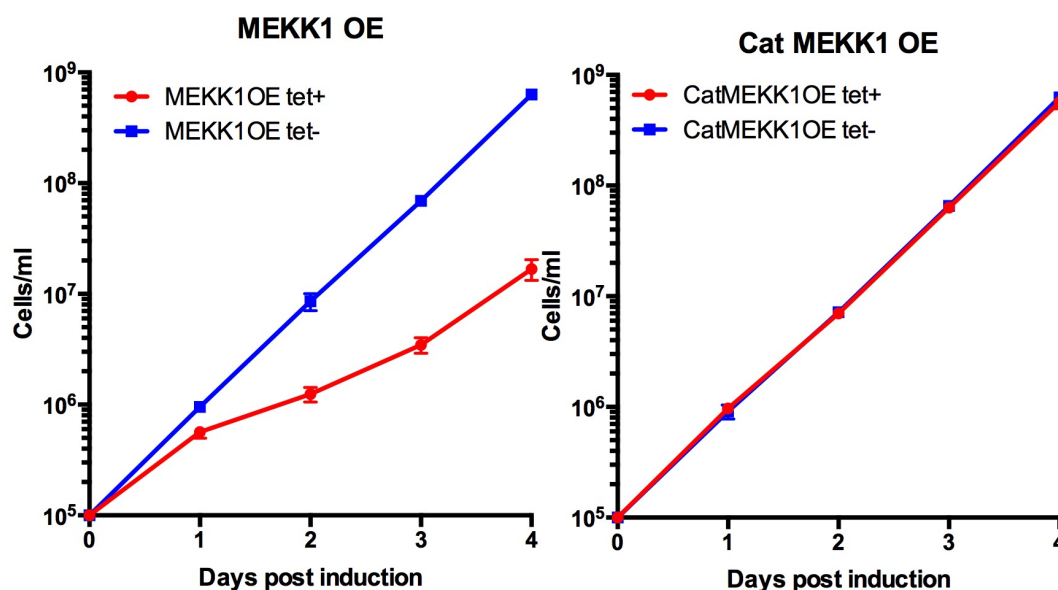 MEKK1 OE
10⁹
10⁸
10⁷
10⁶
10⁵
MEKK1OE tet+
MEKK1OE tet-
Cells/ml
0 1 2 3 4
Days post induction
Cat MEKK1 OE
10⁹
10⁸
10⁷
10⁶
10⁵
CatMEKK1OE tet+
CatMEKK1OE tet-
Cells/ml
0 1 2 3 4
Days post induction